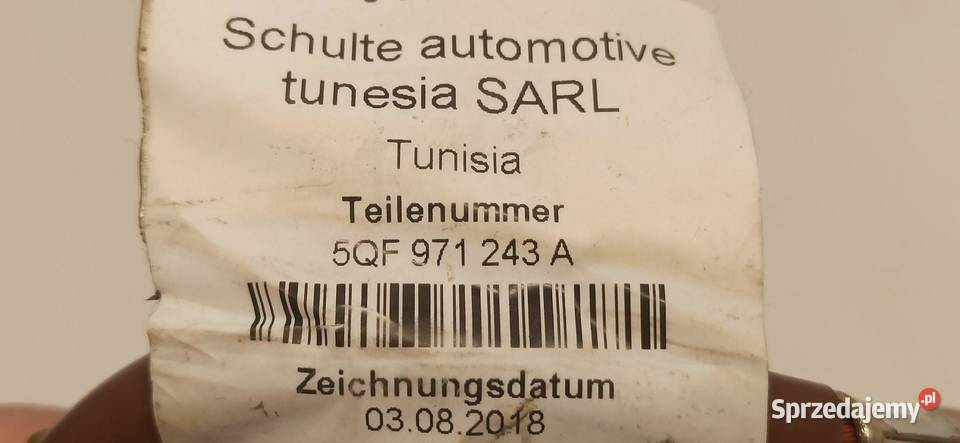 Schulte automotive
tunesia SARL
Tunisia
Teilenummer
5QF 971 243 A
Zeichnungsdatum
03.08.2018
Sprzedajemy.pl